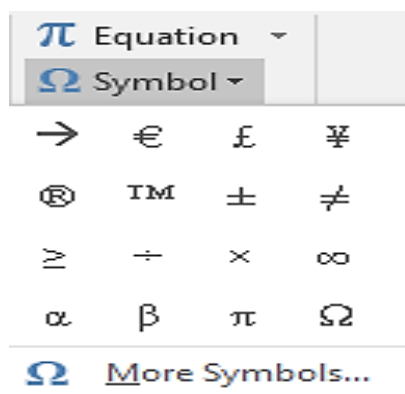 π Equation
Ω Symbol
→ € £ ¥
® ™ ± ≠
≥ ÷ × ∞
α β π Ω
Ω More Symbols...